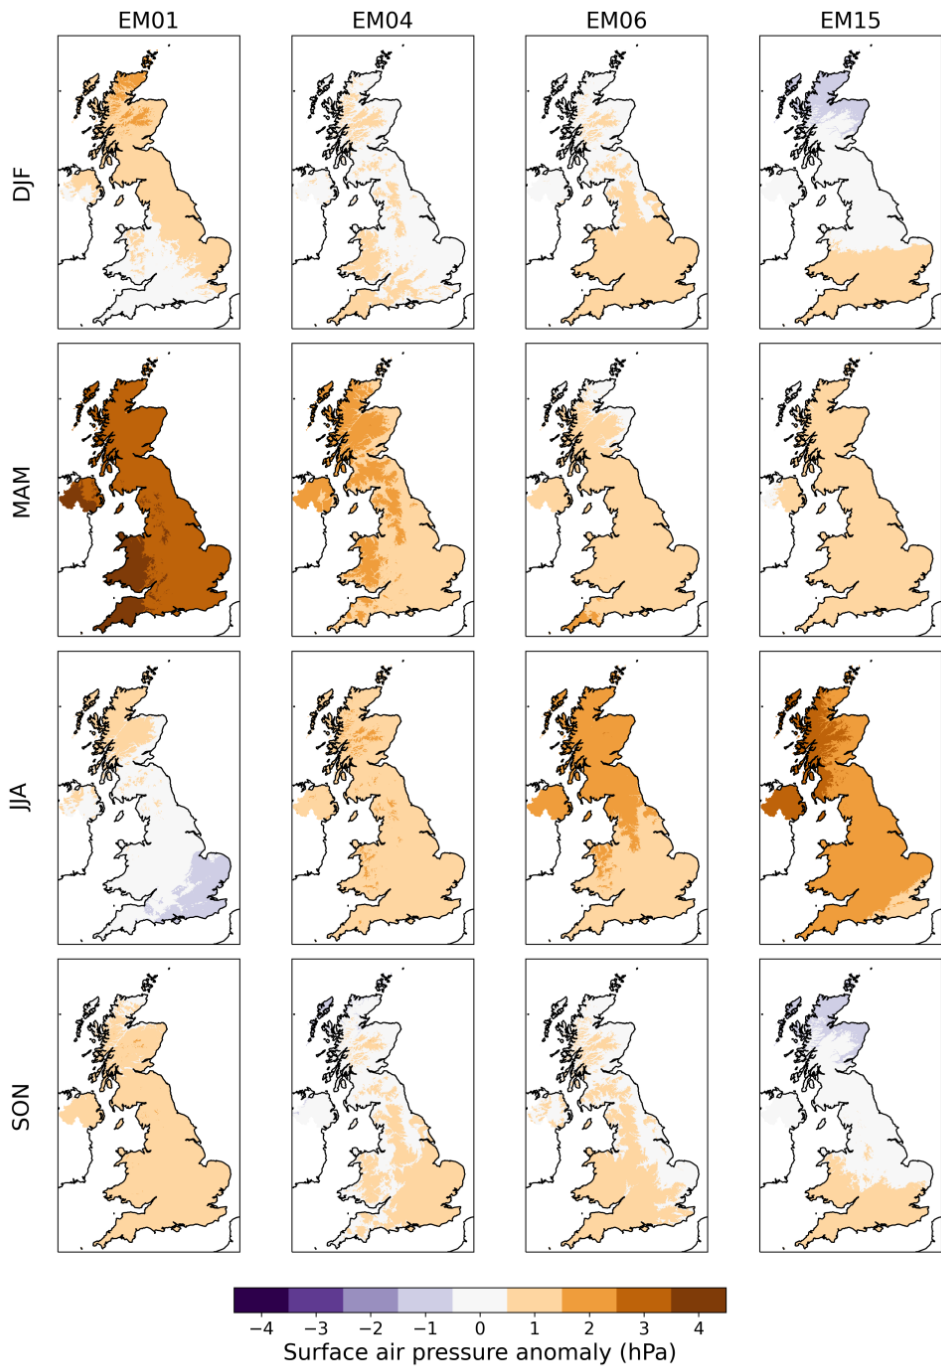 EM01 EM04 EM06 EM15
DJF
MAM
JJA
SON
−4 −3 −2 −1 0 1 2 3 4
Surface air pressure anomaly (hPa)